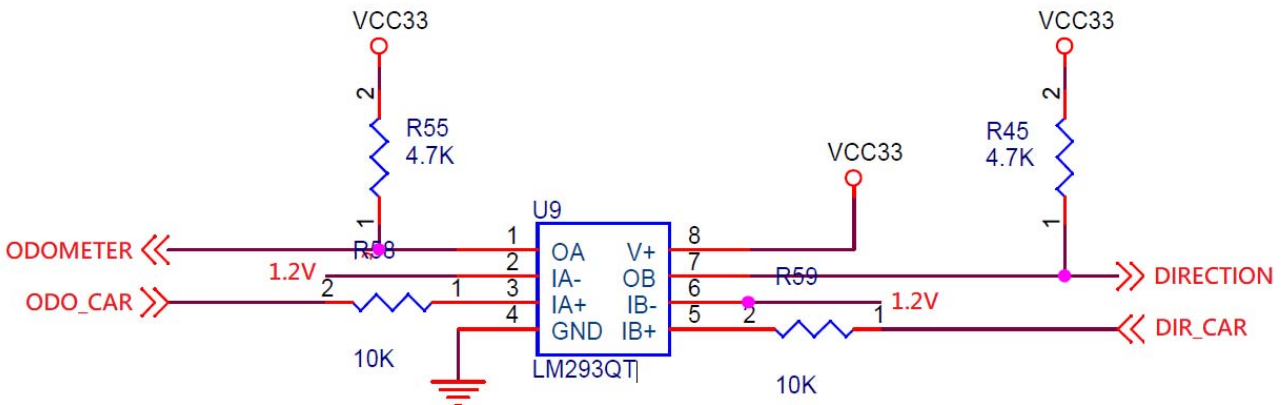 VCC33
VCC33
2
R55
4.7K
1
2
R45
4.7K
1
VCC33
U9
ODOMETER
R58
1
OA
V+
8
1.2V
2
IA-
OB
7
R59
DIRECTION
ODO_CAR
2
1
3
IA+
IB-
6
2
1
1.2V
4
GND
IB+
5
DIR_CAR
10K
LM293QT
10K